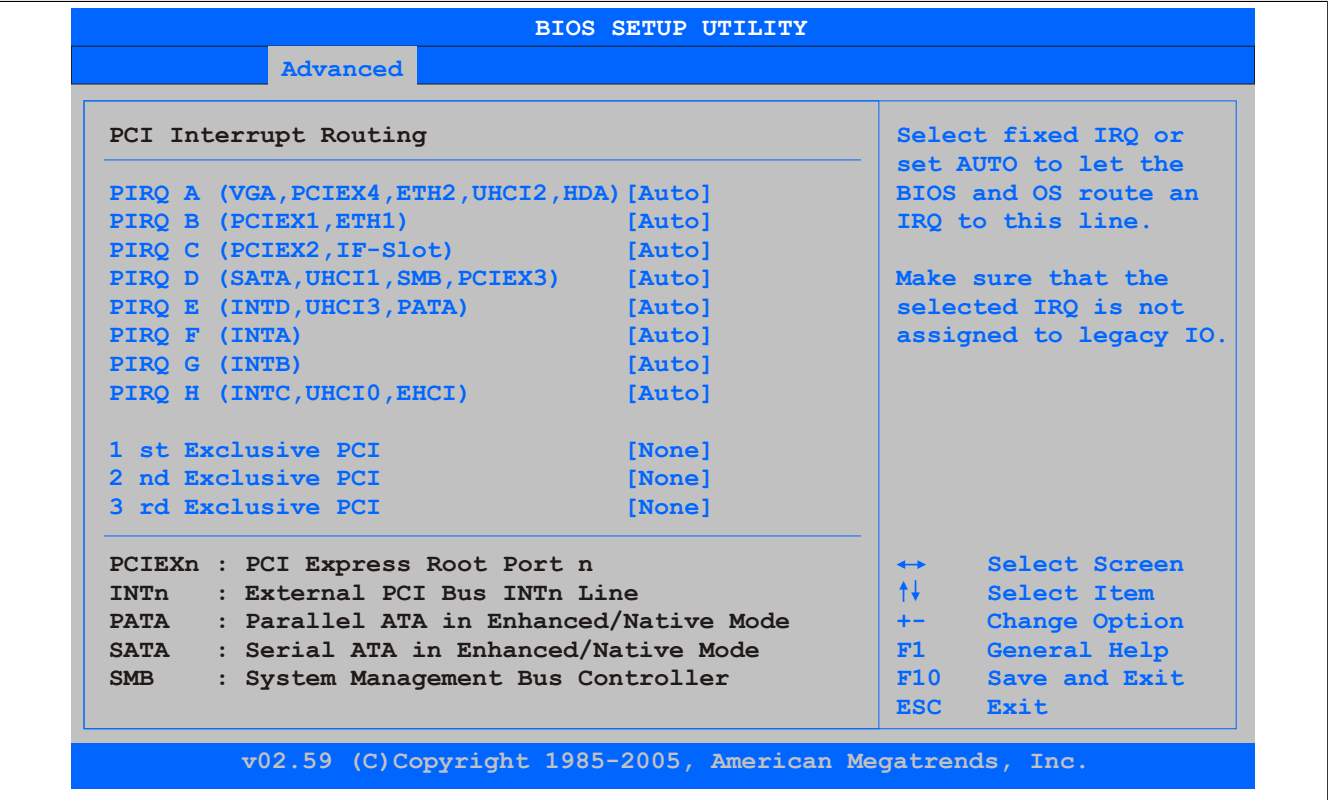 BIOS SETUP UTILITY
Advanced
PCI Interrupt Routing
PIRQ A (VGA,PCIEX4,ETH2,UHCI2,HDA) [Auto]
PIRQ B (PCIEX1,ETH1) [Auto]
PIRQ C (PCIEX2,IF-Slot) [Auto]
PIRQ D (SATA,UHCI1,SMB,PCIEX3) [Auto]
PIRQ E (INTD,UHCI3,PATA) [Auto]
PIRQ F (INTA) [Auto]
PIRQ G (INTB) [Auto]
PIRQ H (INTC,UHCI0,EHCI) [Auto]
1 st Exclusive PCI [None]
2 nd Exclusive PCI [None]
3 rd Exclusive PCI [None]
PCIEXn : PCI Express Root Port n
INTn : External PCI Bus INTn Line
PATA : Parallel ATA in Enhanced/Native Mode
SATA : Serial ATA in Enhanced/Native Mode
SMB : System Management Bus Controller
Select fixed IRQ or
set AUTO to let the
BIOS and OS route an
IRQ to this line.
Make sure that the
selected IRQ is not
assigned to legacy IO.
↔ Select Screen
↑↓ Select Item
+- Change Option
F1 General Help
F10 Save and Exit
ESC Exit
v02.59 (C)Copyright 1985-2005, American Megatrends, Inc.